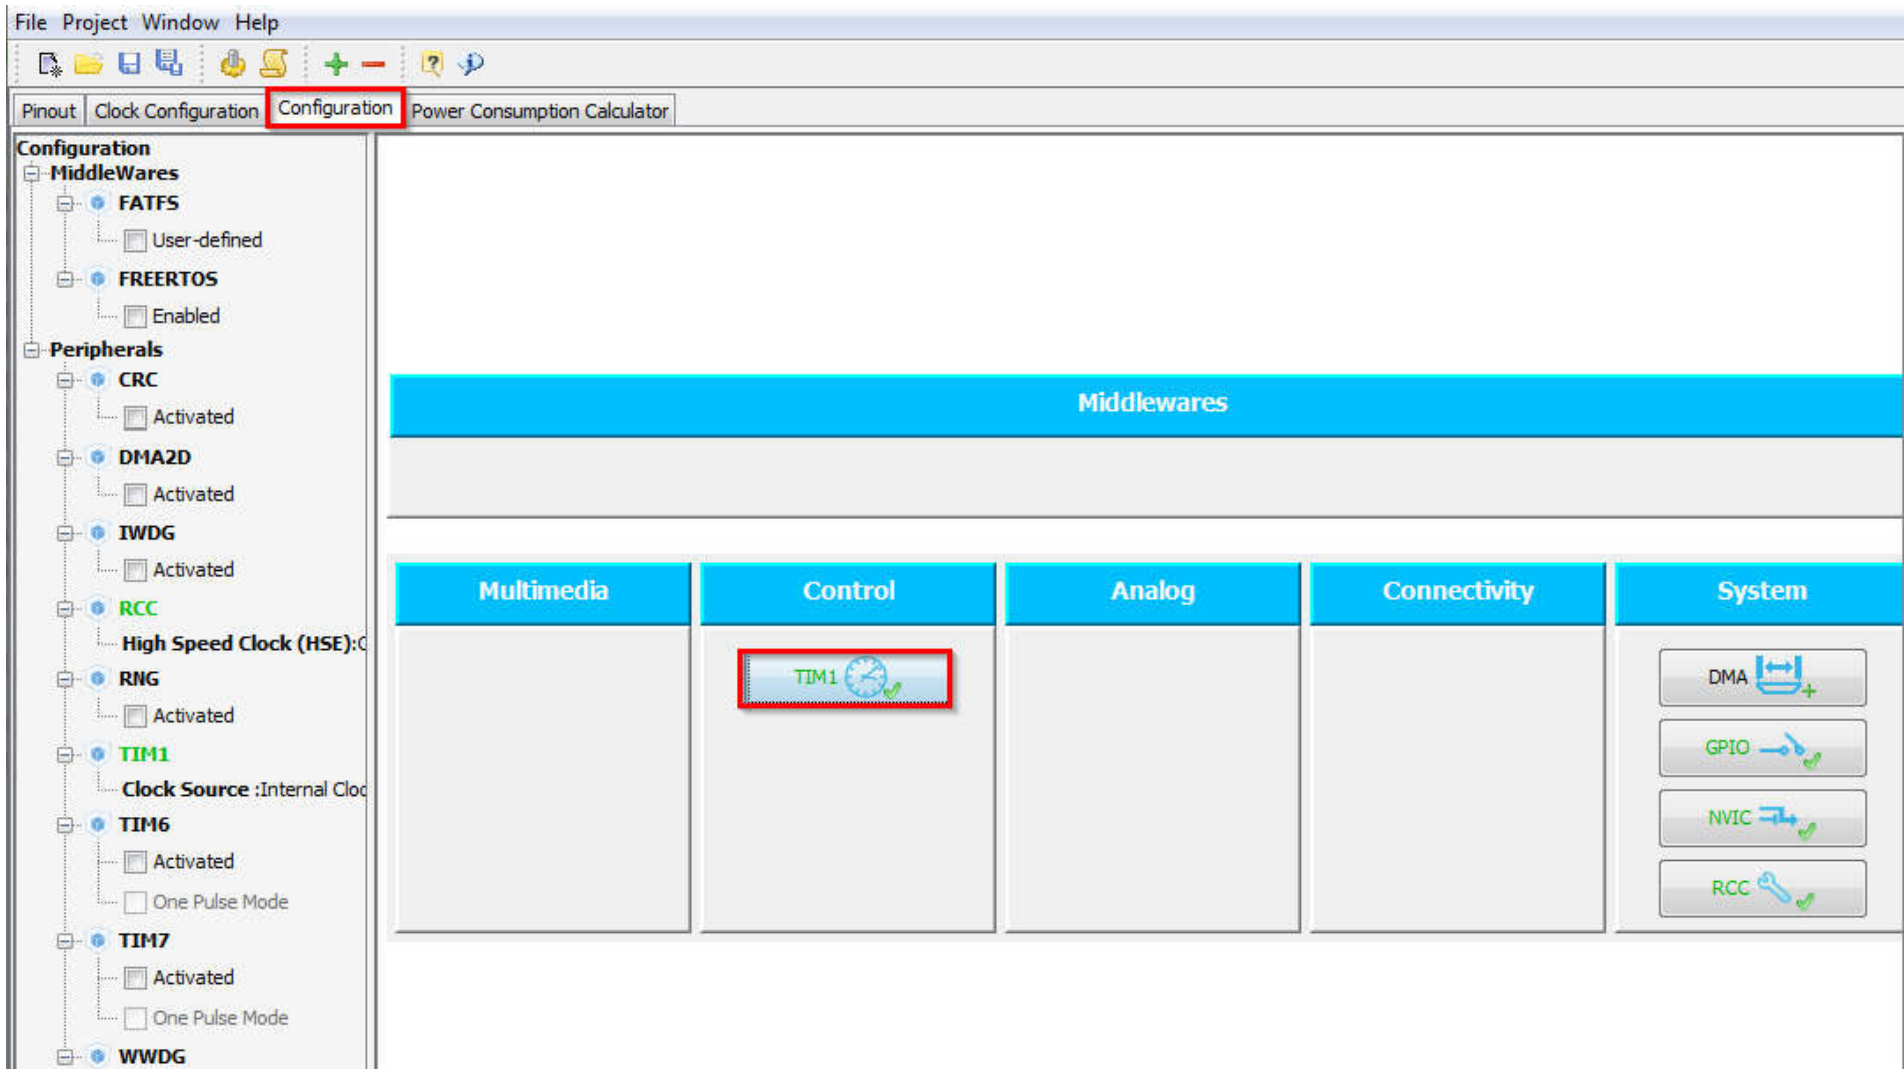 File Project Window Help
Pinout Clock Configuration Configuration Power Consumption Calculator
Configuration
MiddleWares
FATFS
User-defined
FREERTOS
Enabled
Peripherals
CRC
Activated
DMA2D
Activated
IWDG
Activated
RCC
High Speed Clock (HSE):
RNG
Activated
TIM1
Clock Source :Internal Cloc
TIM6
Activated
One Pulse Mode
TIM7
Activated
One Pulse Mode
WWDG
Middlewares
Multimedia Control Analog Connectivity System
TIM1
DMA
GPIO
NVIC
RCC